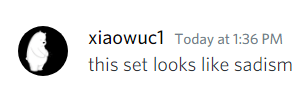 xiaowuc1 Today at 1:36 PM
this set looks like sadism